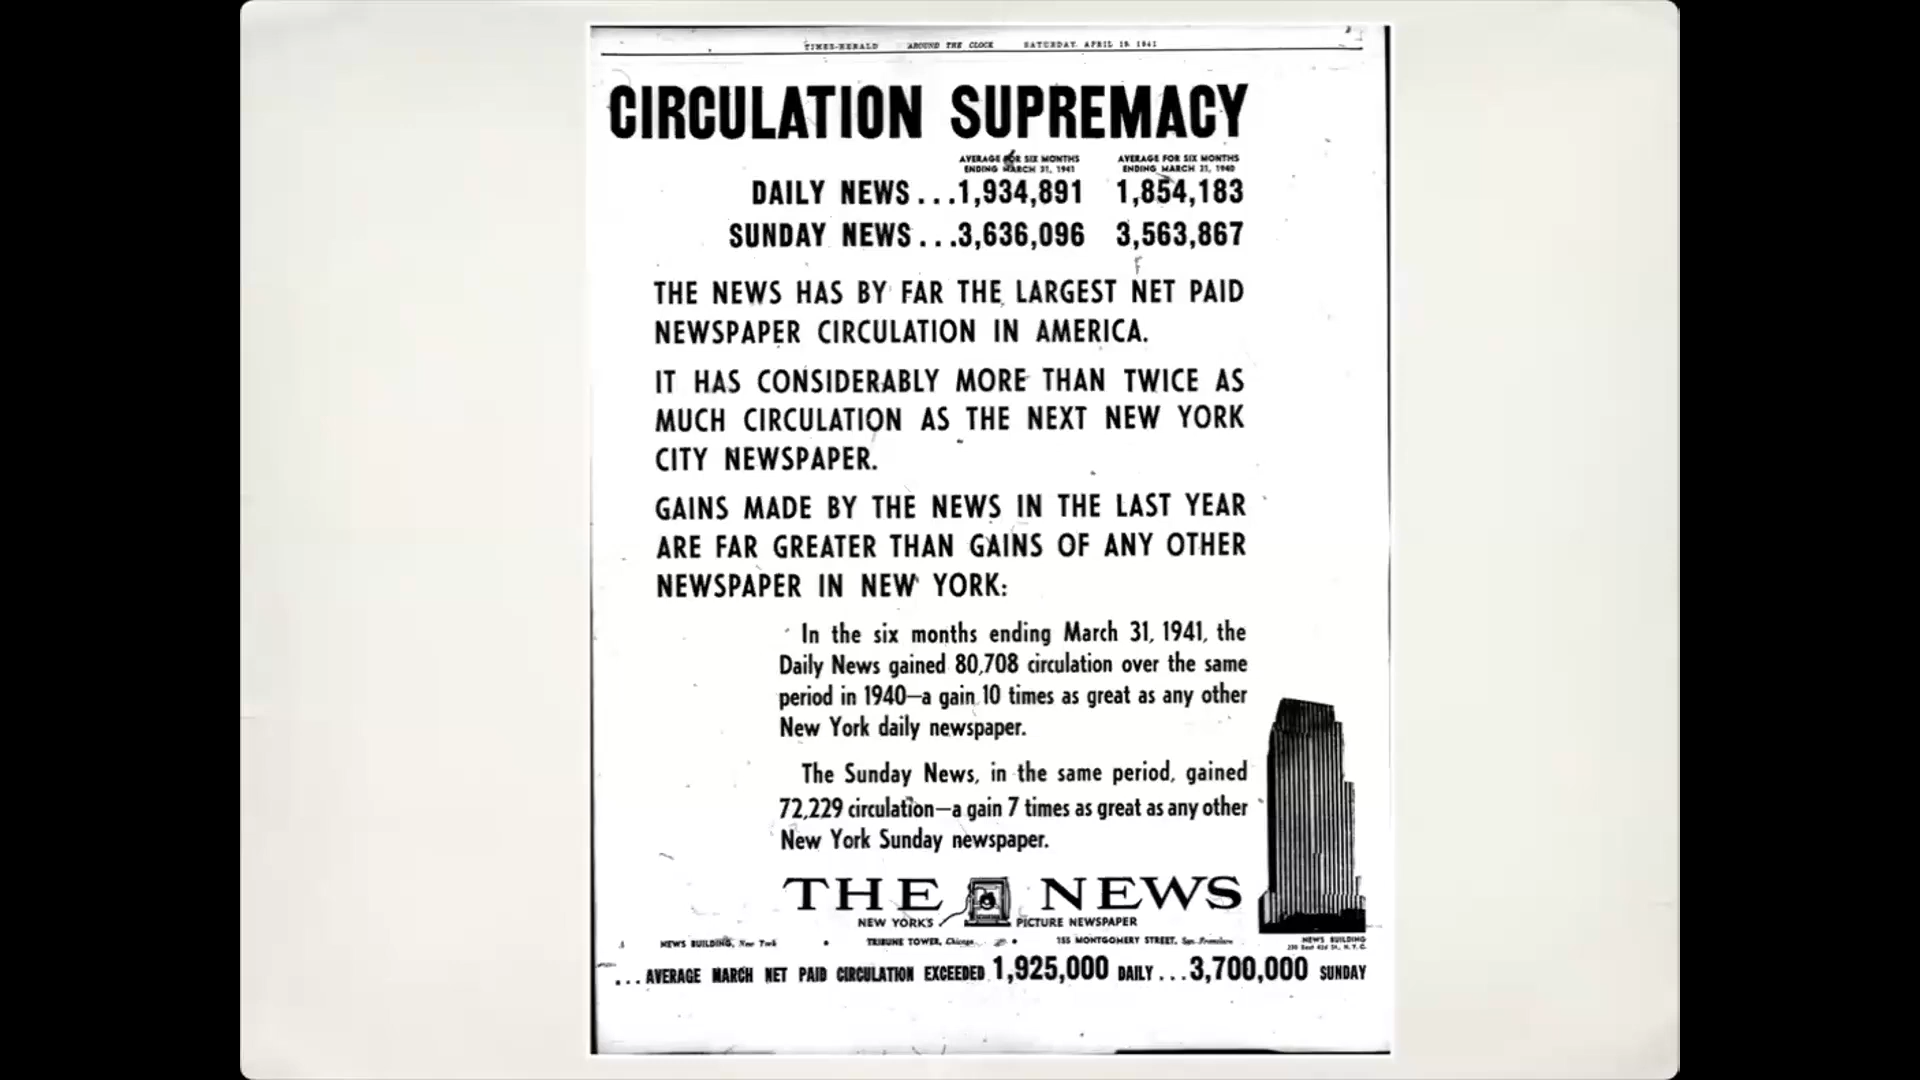 TIMES-HERALD AROUND THE CLOCK SATURDAY, APRIL 19, 1941
CIRCULATION SUPREMACY
AVERAGE FOR SIX MONTHS ENDING MARCH 31, 1941
AVERAGE FOR SIX MONTHS ENDING MARCH 31, 1940
DAILY NEWS...1,934,891 1,854,183
SUNDAY NEWS...3,636,096 3,563,867
THE NEWS HAS BY FAR THE LARGEST NET PAID
NEWSPAPER CIRCULATION IN AMERICA.
IT HAS CONSIDERABLY MORE THAN TWICE AS
MUCH CIRCULATION AS THE NEXT NEW YORK
CITY NEWSPAPER.
GAINS MADE BY THE NEWS IN THE LAST YEAR
ARE FAR GREATER THAN GAINS OF ANY OTHER
NEWSPAPER IN NEW YORK:
In the six months ending March 31, 1941, the
Daily News gained 80,708 circulation over the same
period in 1940—a gain 10 times as great as any other
New York daily newspaper.
The Sunday News, in the same period, gained
72,229 circulation—a gain 7 times as great as any other
New York Sunday newspaper.
THE NEWS
NEW YORK'S PICTURE NEWSPAPER
NEWS BUILDING, New York • TRIBUNE TOWER, Chicago • 155 MONTGOMERY STREET, San Francisco
NEWS BUILDING
220 East 42d St., N. Y. C.
...AVERAGE MARCH NET PAID CIRCULATION EXCEEDED 1,925,000 DAILY...3,700,000 SUNDAY